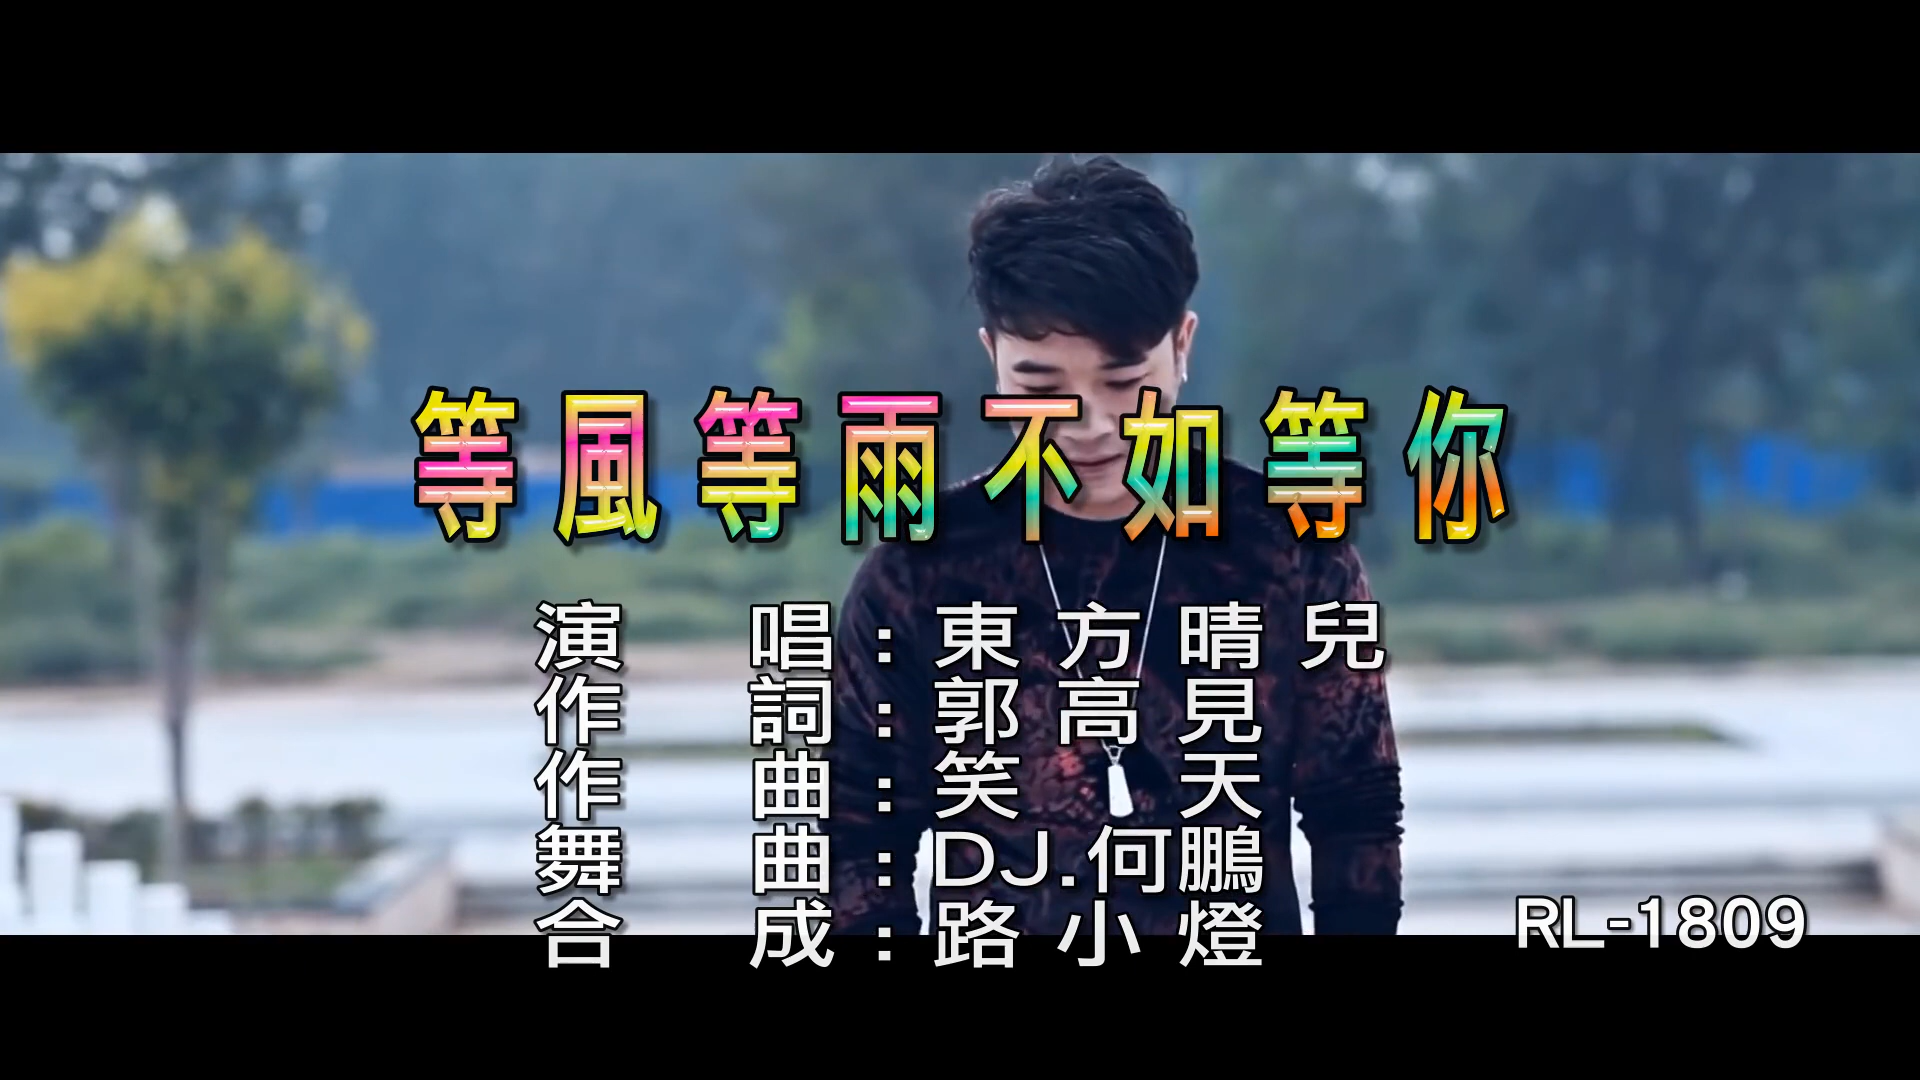 等風等雨不如等你
演唱:東方晴兒
作詞:郭高見
作曲:笑天
舞曲:DJ.何鵬
合成:路小燈
RL-1809